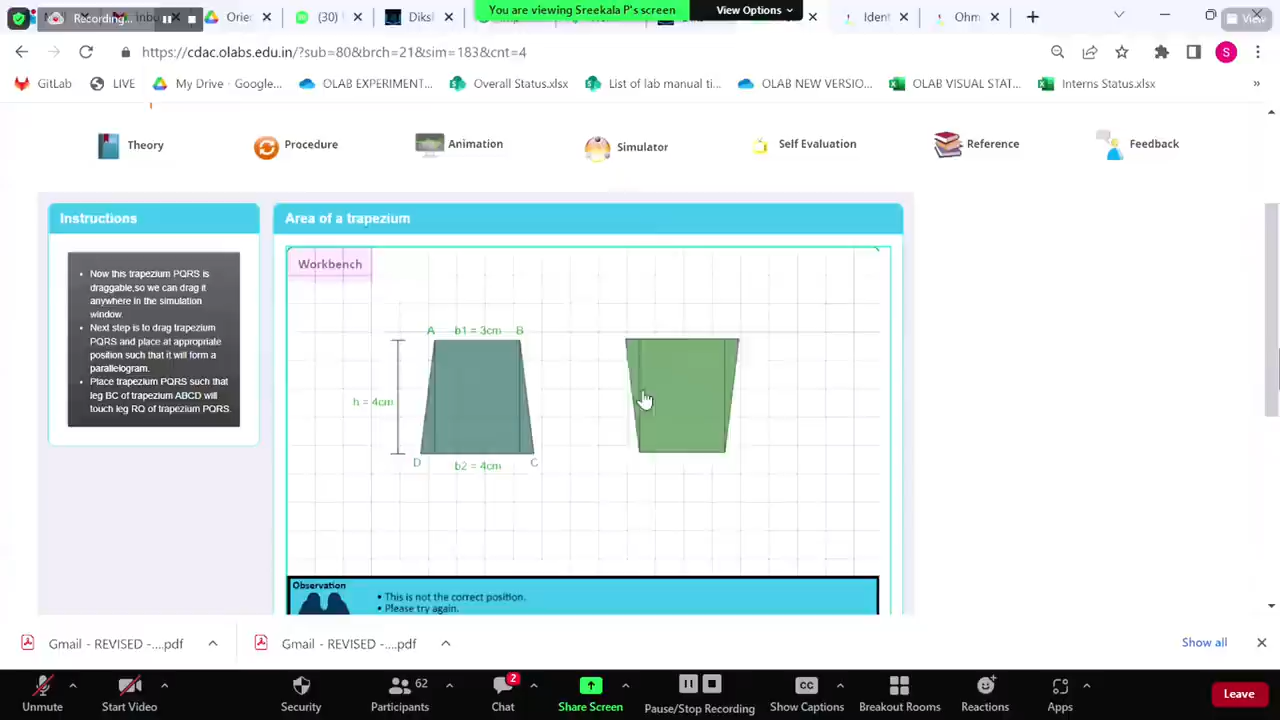 Recording...
You are viewing Sreekala P's screen
View Options
View
Inbo
Orie
(30)
Diksl
Ident
Ohm
https://cdac.olabs.edu.in/?sub=80&brch=21&sim=183&cnt=4
S
GitLab
LIVE
My Drive - Google...
OLAB EXPERIMENT...
Overall Status.xlsx
List of lab manual ti...
OLAB NEW VERSIO...
OLAB VISUAL STAT...
Interns Status.xlsx
»
Theory
Procedure
Animation
Simulator
Self Evaluation
Reference
Feedback
Instructions
Now this trapezium PQRS is
draggable,so we can drag it
anywhere in the simulation
window.
Next step is to drag trapezium
PQRS and place at appropriate
position such that it will form a
parallelogram.
Place trapezium PQRS such that
leg BC of trapezium ABCD will
touch leg RQ of trapezium PQRS.
Area of a trapezium
Workbench
A b1 = 3cm B
h = 4cm
D b2 = 4cm C
Observation
• This is not the correct position.
• Please try again.
Gmail - REVISED -....pdf
Gmail - REVISED -....pdf
Show all
Unmute
Start Video
Security
62
Participants
2
Chat
Share Screen
Pause/Stop Recording
CC
Show Captions
Breakout Rooms
Reactions
Apps
Leave